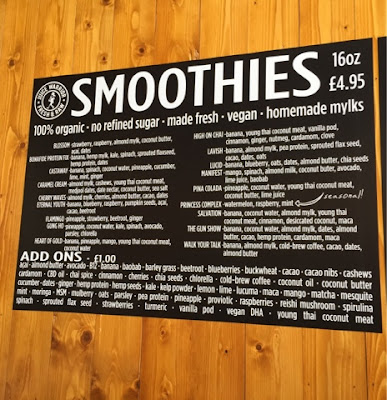 JUICE WARRIOR
RAW & FRESH
SMOOTHIES
16oz
£4.95
100% organic · no refined sugar · made fresh · vegan · homemade mylks
BLOSSOM - strawberry, raspberry, almond mylk, coconut butter,
acai, dates
BONAFIDE PROTEIN FIX - banana, hemp mylk, kale, spinach, sprouted flaxseed,
hemp protein
CASTAWAY - banana, spinach, coconut water, pineapple, cucumber,
lime, mint, ginger
CARAMEL CREAM - almond mylk, cashews, young thai coconut meat,
medjool dates, date nectar, coconut butter, sea salt
CHERRY WAVES - almond mylk, cherries, almond butter, cacao, dates
ETERNAL YOUTH - banana, blueberry, raspberry, pumpkin seeds, acai,
cacao, beetroot
FLAMINGO - grapes, strawberry, beetroot, ginger
GUNG HO - pineapple, coconut water, kale, spinach, avocado,
parsley, chlorella
HEART OF GOLD - banana, pineapple, mango, young thai coconut meat,
coconut water
HIGH ON CHAI - banana, young thai coconut meat, vanilla pod,
cinnamon, ginger, nutmeg, cardamom, clove
LAVISH - banana, almond mylk, pea protein, sprouted flax seed,
cacao, dates, oats
LUCID - banana, blueberry, oats, dates, almond butter, chia seeds
MANIFEST - mango, spinach, almond milk, coconut butter, avocado,
lime juice, baobab
PINA COLADA - pineapple, coconut water, young thai coconut meat,
coconut butter, lime juice
PRINCESS COMPLEX - watermelon, raspberry, mint
seasonal!
SALVATION - banana, coconut water, almond mylk, young thai
coconut meat, cinnamon, desiccated coconut, maca
THE GUN SHOW - banana, coconut water, oats, dates, almond butter,
cacao, hemp protein, cardamom, maca
WALK YOUR TALK - banana, almond mylk, cold-brew coffee, cacao, dates,
almond butter
ADD ONS - £1.00
acai · almond butter · avocado · B12 · banana · baobab · barley grass · beetroot · blueberries · buckwheat · cacao · cacao nibs · cashews
cardamom · CBD oil · chai spice · cinnamon · cherries · chia seeds · chlorella · cold-brew coffee · coconut oil · coconut butter
cucumber · dates · ginger · hemp protein · hemp seeds · kale · kelp powder · lemon · lime · lucuma · maca · mango · matcha · mesquite
mint · moringa · MSM · mulberry · oats · parsley · pea protein · pineapple · proviotic · raspberries · reishi mushroom · spirulina
spinach · sprouted flax seed · strawberries · turmeric · vanilla pod · vegan DHA · young thai coconut meat